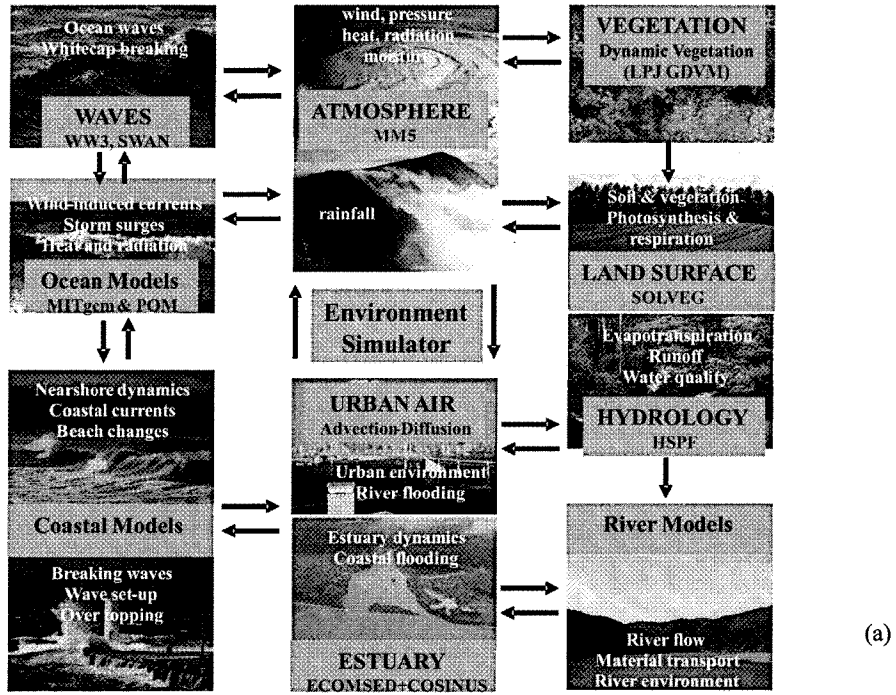 Ocean waves
Whitecap breaking
WAVES
WW3, SWAN
wind, pressure
heat, radiation
moisture
ATMOSPHERE
MM5
rainfall
VEGETATION
Dynamic Vegetation
(LPJ GDVM)
Wind-induced currents
Storm surges
Heat and radiation
Ocean Models
MITgcm & POM
Soil & vegetation
Photosynthesis &
respiration
LAND SURFACE
SOLVEG
Environment
Simulator
Evapotranspiration
Runoff
Water quality
HYDROLOGY
HSPF
Nearshore dynamics
Coastal currents
Beach changes
Coastal Models
Breaking waves
Wave set-up
Over topping
URBAN AIR
Advection-Diffusion
Urban environment
River flooding
Estuary dynamics
Coastal flooding
ESTUARY
ECOMSED+COSINUS
River Models
River flow
Material transport
River environment
(a)